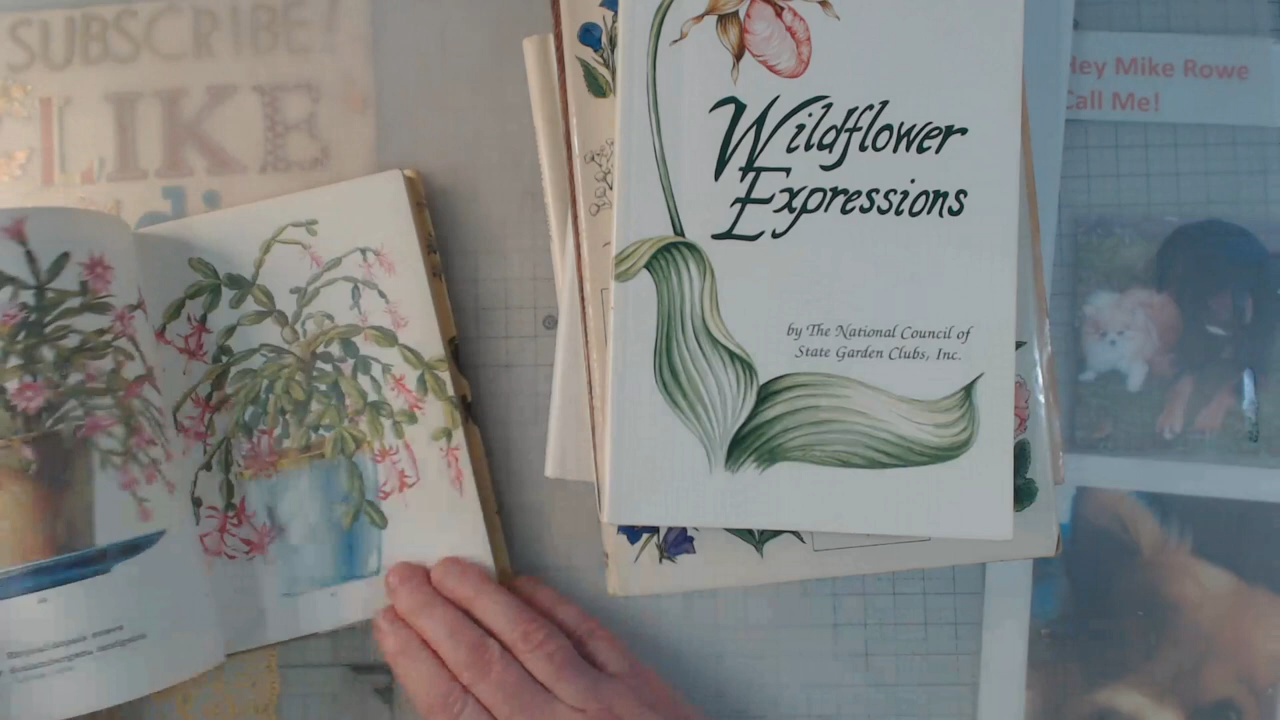 SUBSCRIBE!
LIKE
Wildflower
Expressions
by The National Council of
State Garden Clubs, Inc.
Hey Mike Rowe
Call Me!